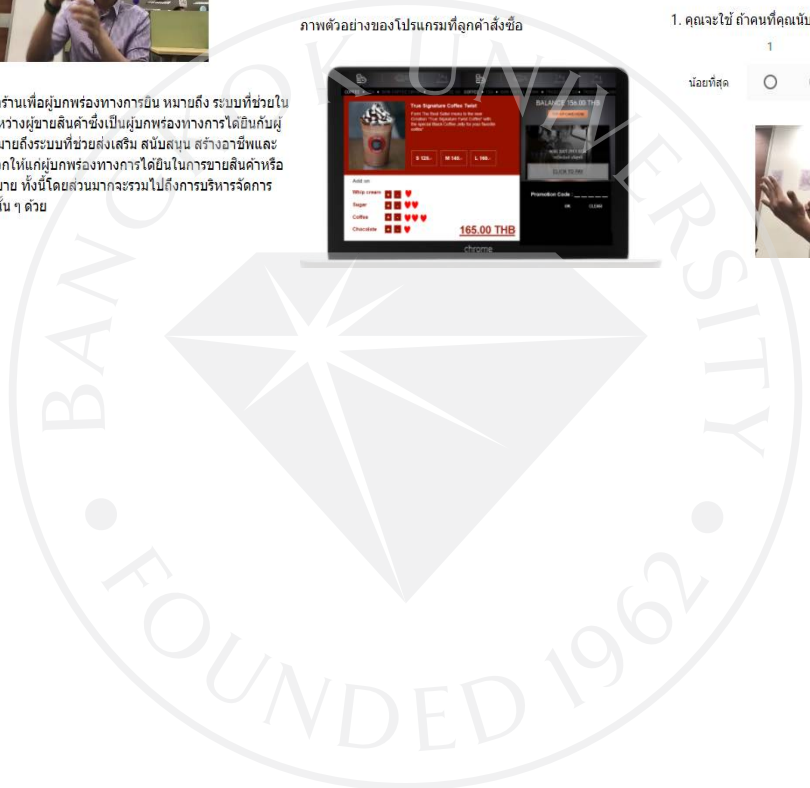 ร้านเพื่อผู้บกพร่องทางการยิน หมายถึง ระบบที่ช่วยใน
หว่างผู้ขายสินค้าซึ่งเป็นผู้บกพร่องทางการได้ยินกับผู้
มายถึงระบบที่ช่วยส่งเสริม สนับสนุน สร้างอาชีพและ
กให้แก่ผู้บกพร่องทางการได้ยินในการขายสินค้าหรือ
าย ทั้งนี้โดยส่วนมากจะรวมไปถึงการบริหารจัดการ
ั้น ๆ ด้วย
ภาพตัวอย่างของโปรแกรมที่ลูกค้าสั่งซื้อ
True Signature Coffee Twist
S 120.-
M 140.-
L 160.-
Add on
Whip cream
Sugar
Coffee
Chocolate
165.00 THB
BALANCE 156.00 THB
CLICK TO PAY
Promotion Code :
OK
CLEAR
chrome
1. คุณจะใช้ ถ้าคนที่คุณนับ
1
น้อยที่สุด
BANGKOK UNIVERSITY
FOUNDED 1962